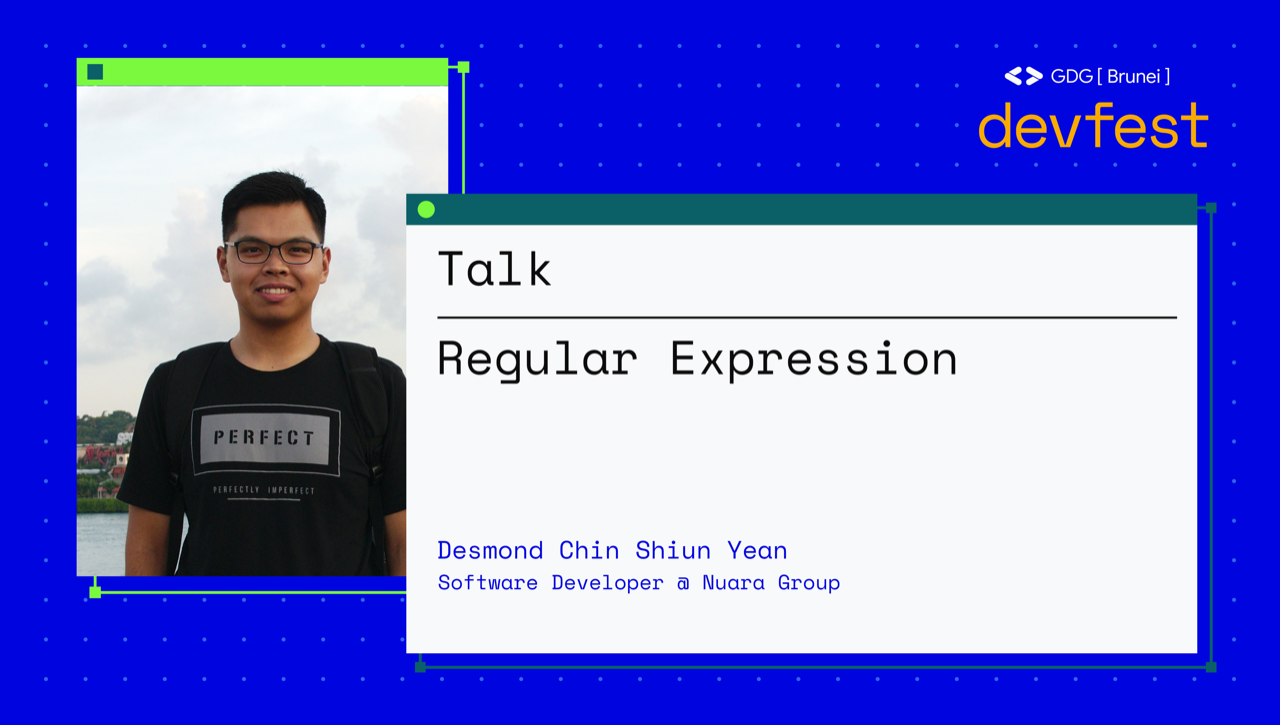 GDG [ Brunei ]
devfest
Talk
Regular Expression
PERFECT
PERFECTLY IMPERFECT
Desmond Chin Shiun Yean
Software Developer @ Nuara Group